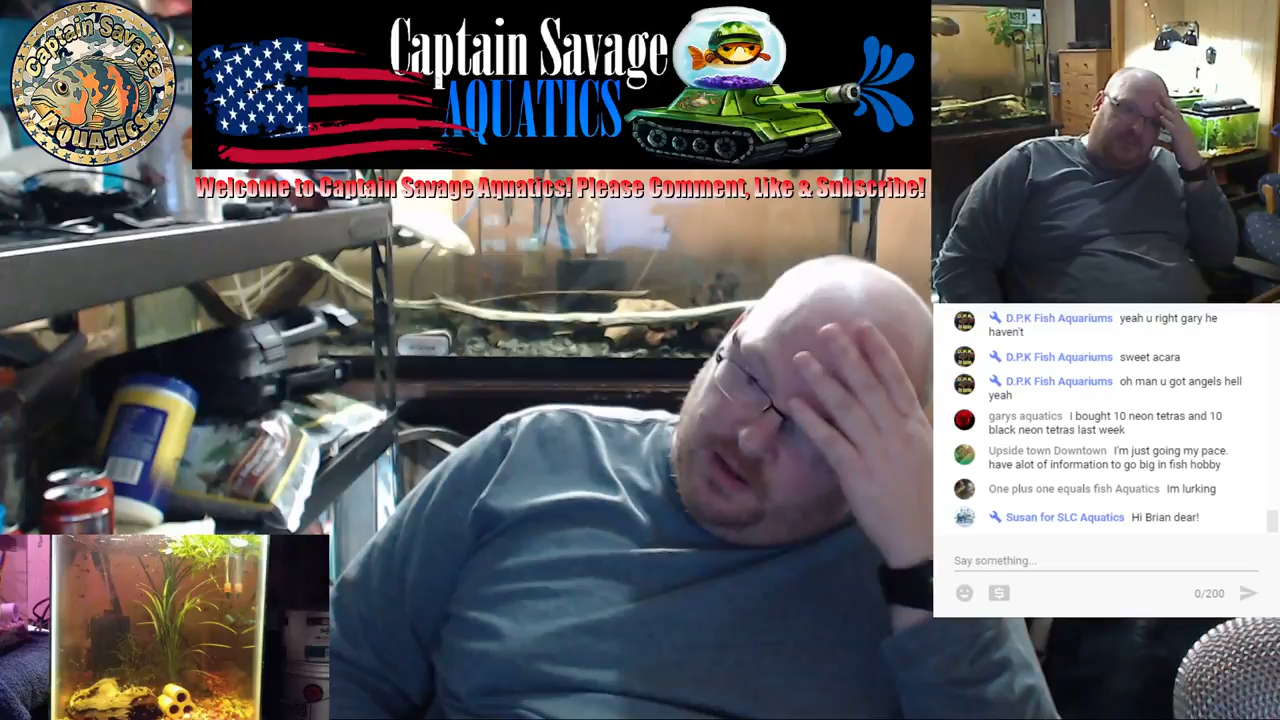 Captain Savage
AQUATICS
Captain Savage
AQUATICS
Welcome to Captain Savage Aquatics! Please Comment, Like & Subscribe!
D.P.K Fish Aquariums yeah u right gary he
haven't
D.P.K Fish Aquariums sweet acara
D.P.K Fish Aquariums oh man u got angels hell
yeah
garys aquatics I bought 10 neon tetras and 10
black neon tetras last week
Upside town Downtown I'm just going my pace.
have alot of information to go big in fish hobby
One plus one equals fish Aquatics Im lurking
Susan for SLC Aquatics Hi Brian dear!
Say something...
0/200